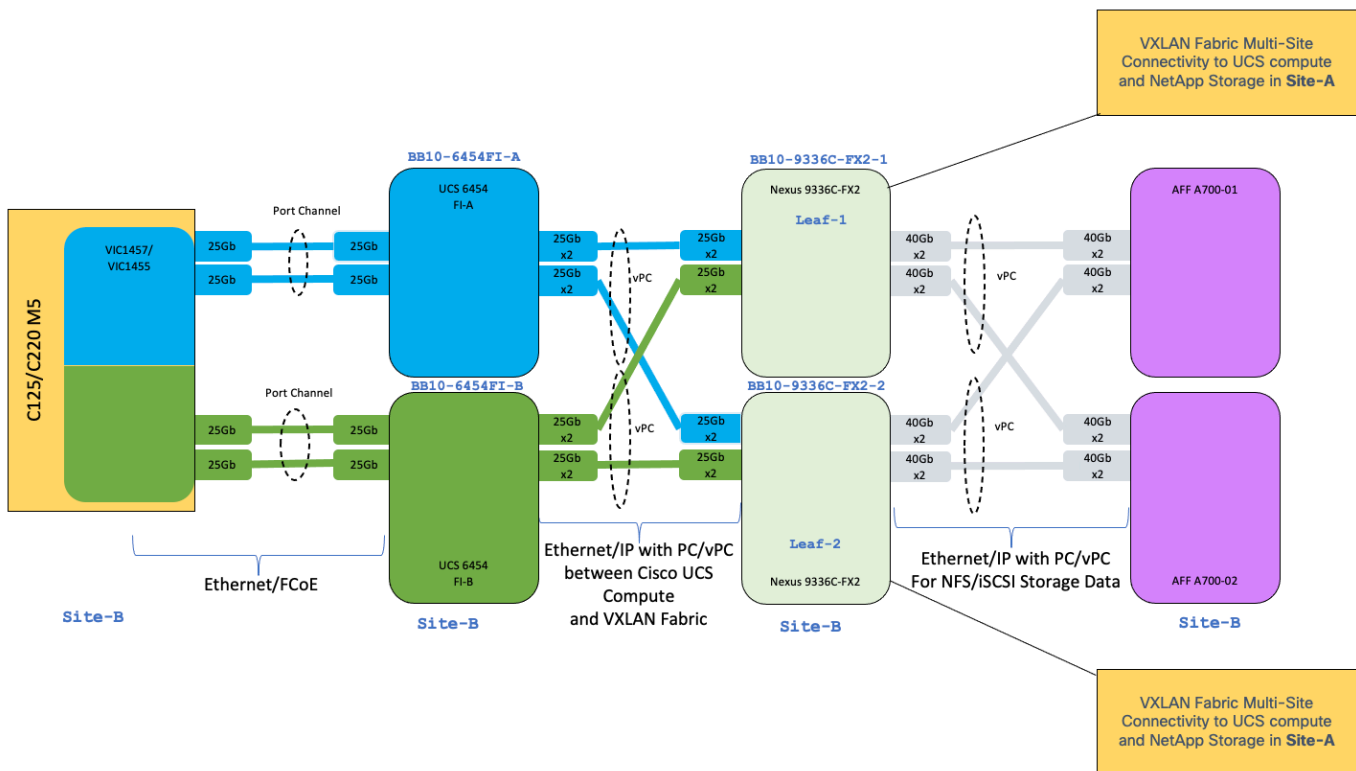 VXLAN Fabric Multi-Site
Connectivity to UCS compute
and NetApp Storage in Site-A
BB10-6454FI-A
BB10-9336C-FX2-1
UCS 6454
FI-A
Nexus 9336C-FX2
Leaf-1
AFF A700-01
C125/C220 M5
VIC1457/
VIC1455
Port Channel
25Gb
25Gb
25Gb
25Gb
25Gb
x2
25Gb
x2
vPC
25Gb
x2
25Gb
x2
40Gb
x2
40Gb
x2
vPC
40Gb
x2
40Gb
x2
BB10-6454FI-B
BB10-9336C-FX2-2
Port Channel
25Gb
25Gb
25Gb
25Gb
25Gb
x2
25Gb
x2
vPC
25Gb
x2
25Gb
x2
40Gb
x2
40Gb
x2
vPC
40Gb
x2
40Gb
x2
UCS 6454
FI-B
Leaf-2
Nexus 9336C-FX2
AFF A700-02
Ethernet/FCoE
Ethernet/IP with PC/vPC
between Cisco UCS
Compute
and VXLAN Fabric
Ethernet/IP with PC/vPC
For NFS/iSCSI Storage Data
Site-B
Site-B
Site-B
Site-B
VXLAN Fabric Multi-Site
Connectivity to UCS compute
and NetApp Storage in Site-A